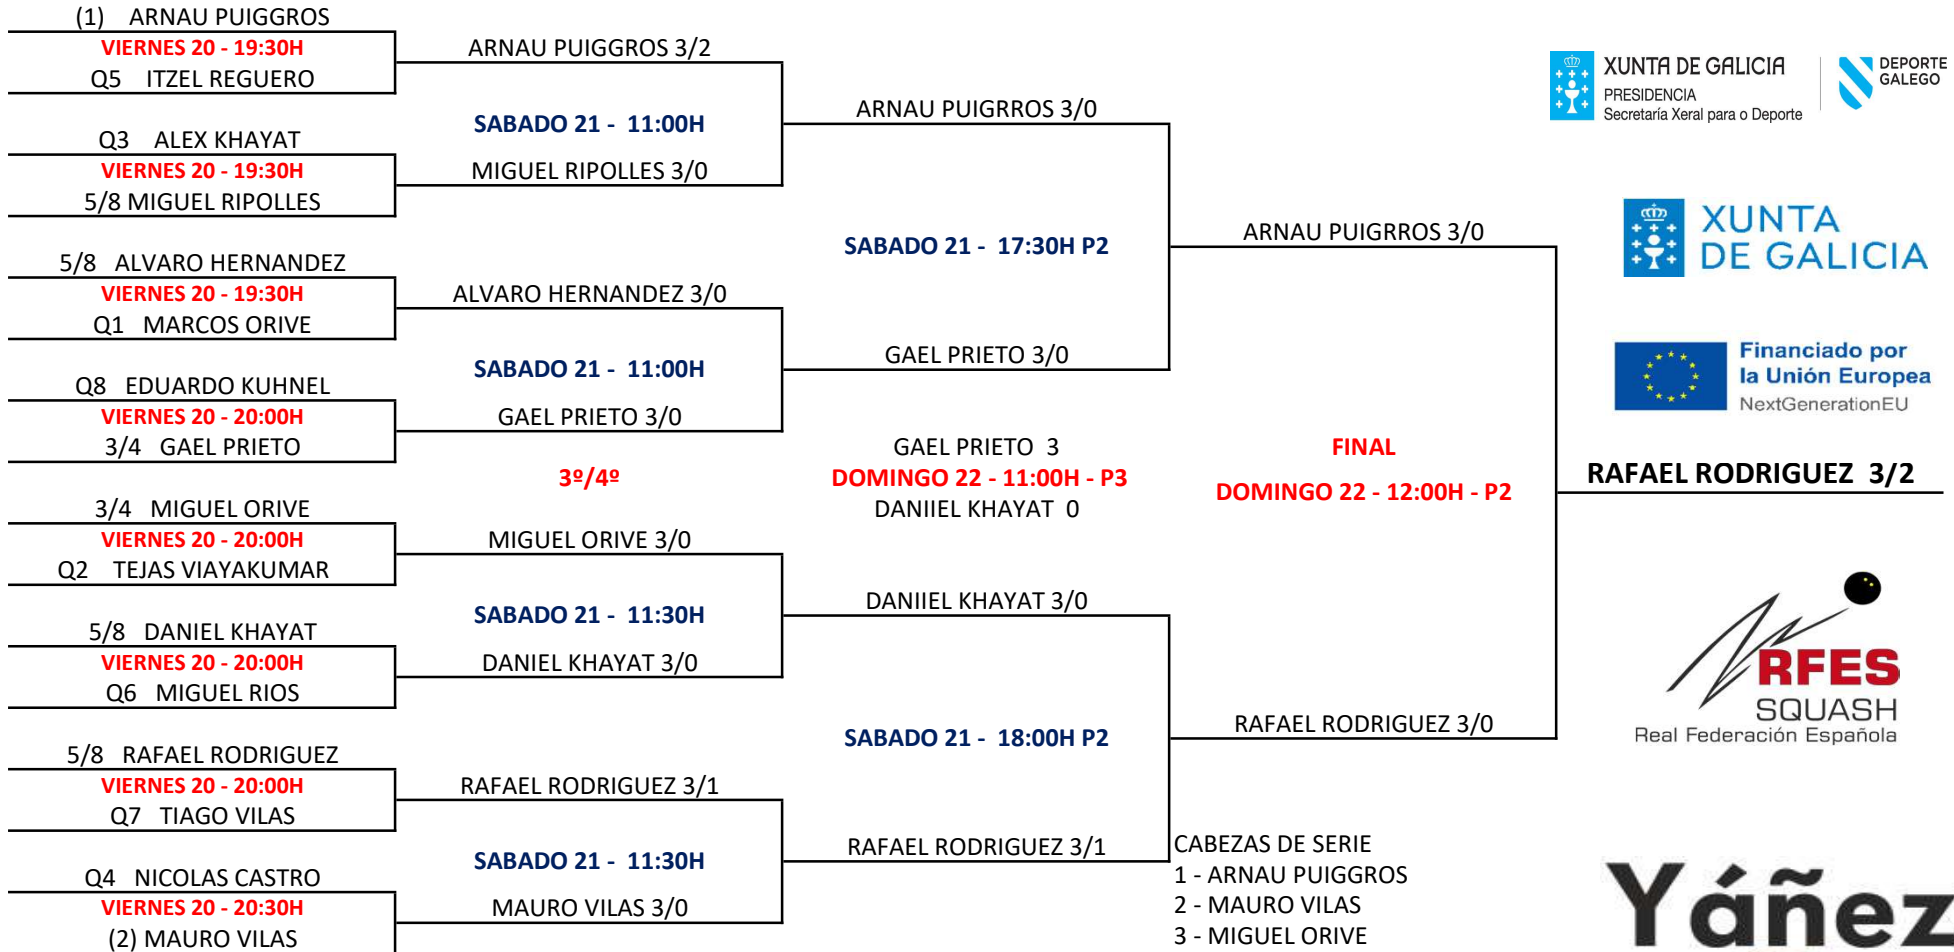 (1) ARNAU PUIGGROS
VIERNES 20 - 19:30H
Q5 ITZEL REGUERO
Q3 ALEX KHAYAT
VIERNES 20 - 19:30H
5/8 MIGUEL RIPOLLES
5/8 ALVARO HERNANDEZ
VIERNES 20 - 19:30H
Q1 MARCOS ORIVE
Q8 EDUARDO KUHNEL
VIERNES 20 - 20:00H
3/4 GAEL PRIETO
3/4 MIGUEL ORIVE
VIERNES 20 - 20:00H
Q2 TEJAS VIAYAKUMAR
5/8 DANIEL KHAYAT
VIERNES 20 - 20:00H
Q6 MIGUEL RIOS
5/8 RAFAEL RODRIGUEZ
VIERNES 20 - 20:00H
Q7 TIAGO VILAS
Q4 NICOLAS CASTRO
VIERNES 20 - 20:30H
(2) MAURO VILAS
ARNAU PUIGGROS 3/2
SABADO 21 - 11:00H
MIGUEL RIPOLLES 3/0
ALVARO HERNANDEZ 3/0
SABADO 21 - 11:00H
GAEL PRIETO 3/0
3º/4º
MIGUEL ORIVE 3/0
SABADO 21 - 11:30H
DANIEL KHAYAT 3/0
RAFAEL RODRIGUEZ 3/1
SABADO 21 - 11:30H
MAURO VILAS 3/0
ARNAU PUIGRROS 3/0
SABADO 21 - 17:30H P2
GAEL PRIETO 3/0
GAEL PRIETO 3
DOMINGO 22 - 11:00H - P3
DANIIEL KHAYAT 0
DANIIEL KHAYAT 3/0
SABADO 21 - 18:00H P2
RAFAEL RODRIGUEZ 3/1
ARNAU PUIGRROS 3/0
FINAL
DOMINGO 22 - 12:00H - P2
RAFAEL RODRIGUEZ 3/0
CABEZAS DE SERIE
1 - ARNAU PUIGGROS
2 - MAURO VILAS
3 - MIGUEL ORIVE
RAFAEL RODRIGUEZ 3/2
XUNTA DE GALICIA
PRESIDENCIA
Secretaría Xeral para o Deporte
DEPORTE
GALEGO
XUNTA
DE GALICIA
Financiado por
la Unión Europea
NextGenerationEU
RFES
SQUASH
Real Federación Española
Yáñez